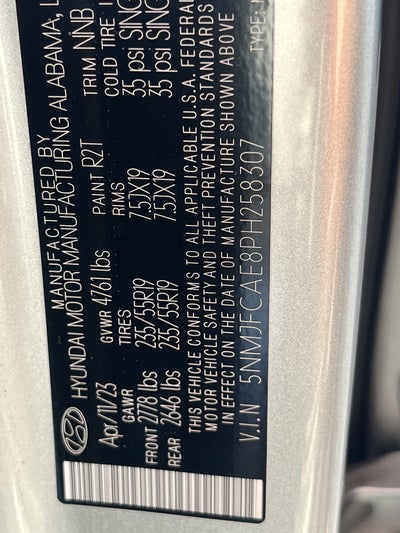 MANUFACTURED BY
HYUNDAI MOTOR MANUFACTURING ALABAMA,
Apr/11/23 GVWR 4761 lbs PAINT R2T TRIM NNB
GAWR TIRES RIMS COLD TIRE
FRONT 2778 lbs 235/55R19 7.5JX19 35 psi SING
REAR 2646 lbs 235/55R19 7.5JX19 35 psi SING
THIS VEHICLE CONFORMS TO ALL APPLICABLE U.S.A. FEDERAL
MOTOR VEHICLE SAFETY AND THEFT PREVENTION STANDARDS
IN EFFECT ON THE DATE OF MANUFACTURE SHOWN ABOVE
V.I.N 5NMJFCAE8PH258307 TYPE: